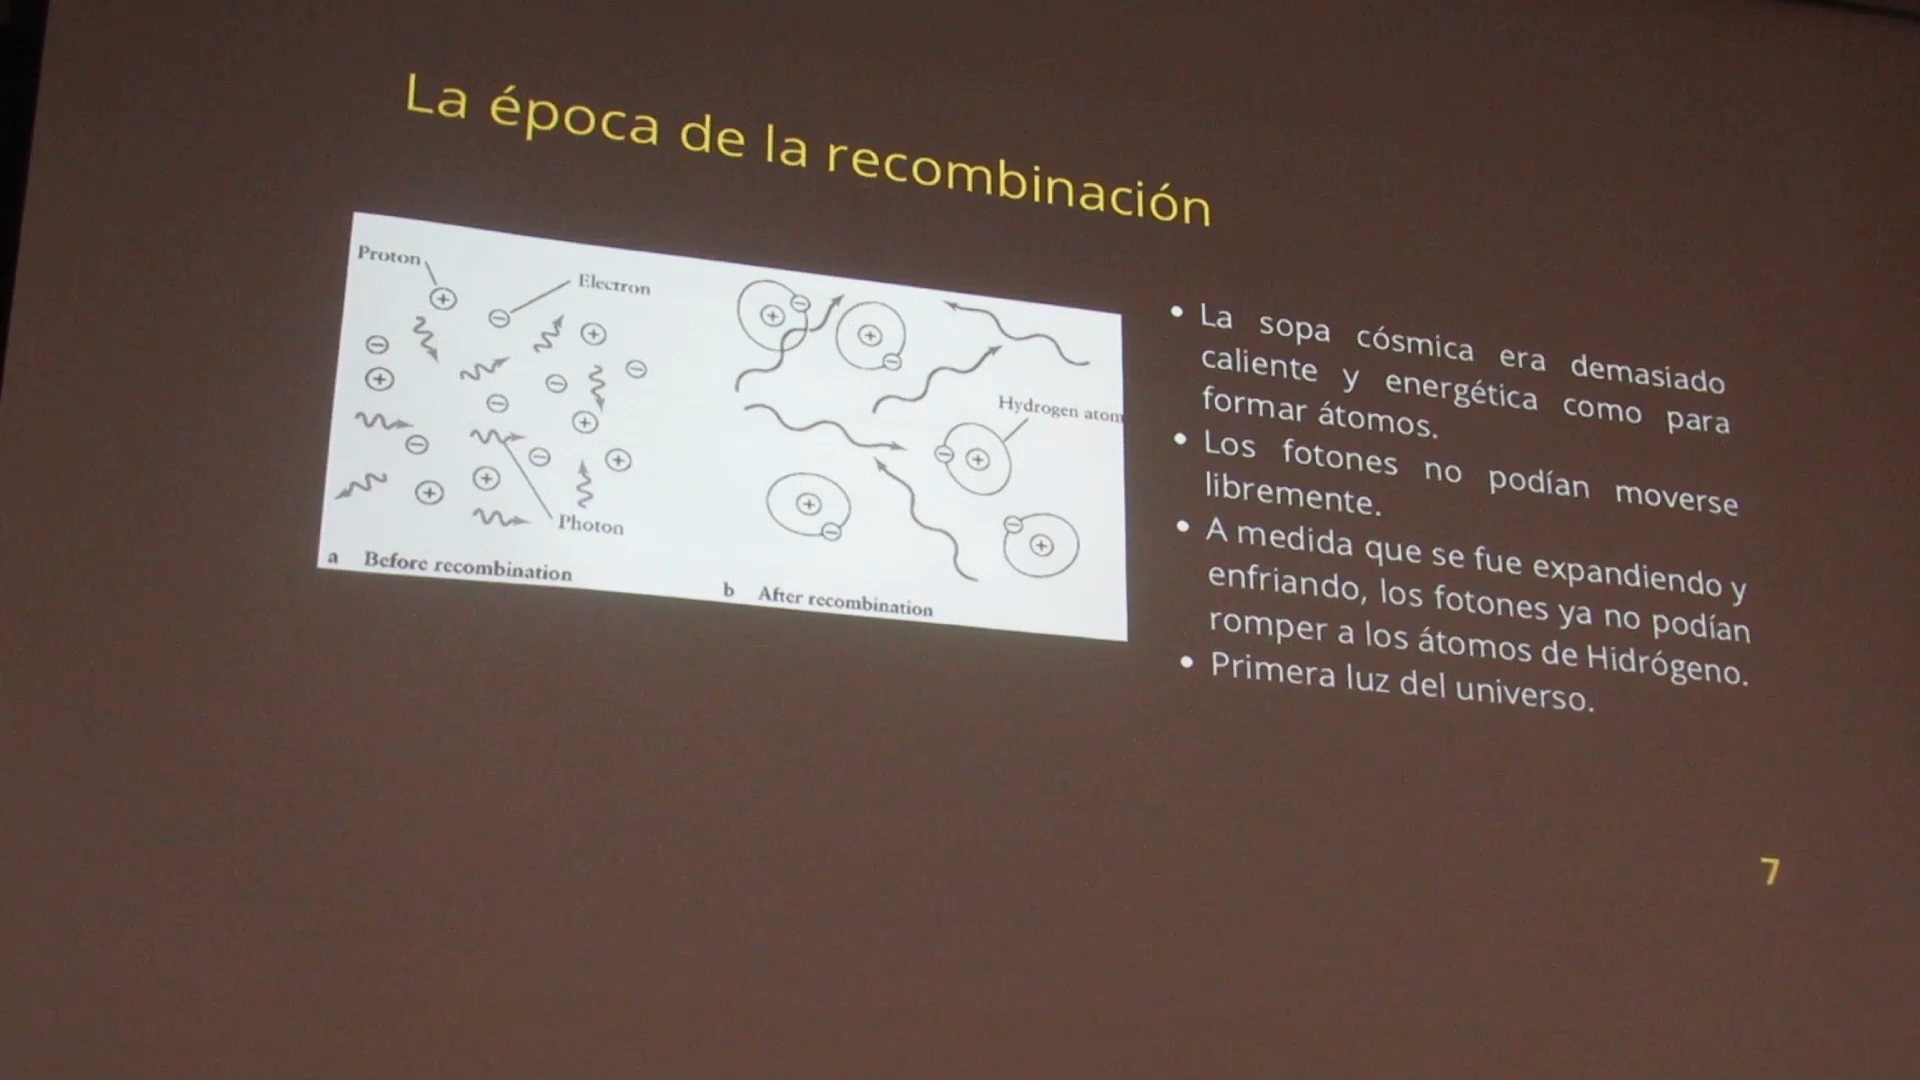 La época de la recombinación
Proton
Electron
Photon
a Before recombination
Hydrogen atom
b After recombination
• La sopa cósmica era demasiado
caliente y energética como para
formar átomos.
• Los fotones no podían moverse
libremente.
• A medida que se fue expandiendo y
enfriando, los fotones ya no podían
romper a los átomos de Hidrógeno.
• Primera luz del universo.
7